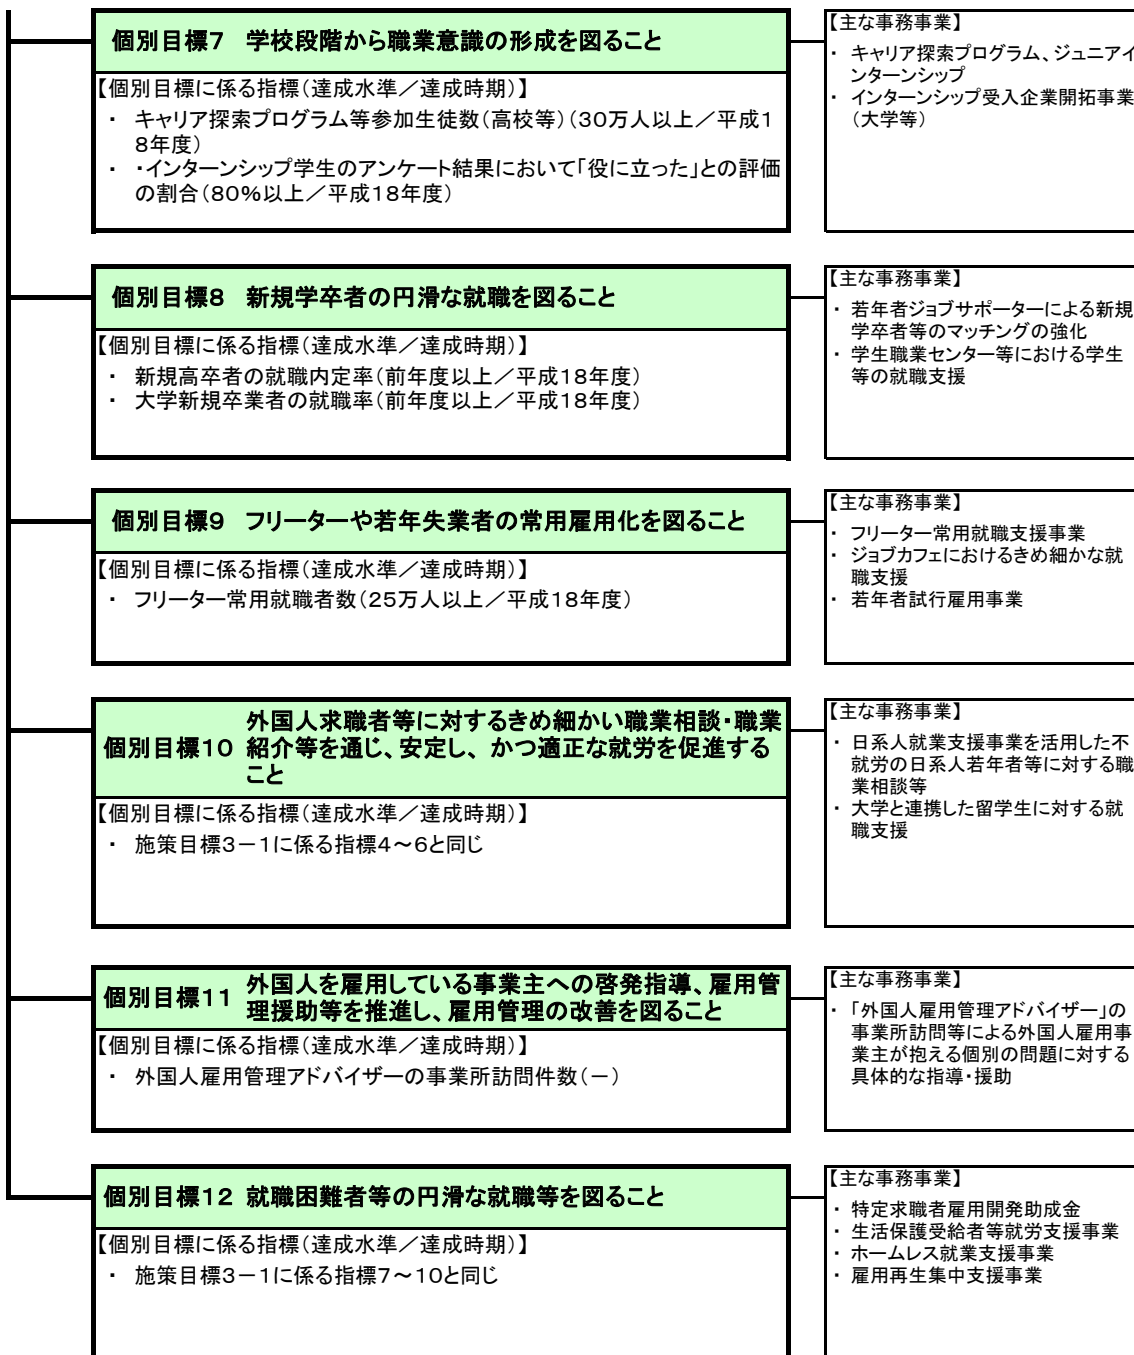 個別目標7　学校段階から職業意識の形成を図ること
【個別目標に係る指標（達成水準／達成時期）】
・　キャリア探索プログラム等参加生徒数（高校等）（30万人以上／平成1
8年度）
・　・インターンシップ学生のアンケート結果において「役に立った」との評価
の割合（80％以上／平成18年度）
【主な事務事業】
・　キャリア探索プログラム、ジュニアイ
ンターンシップ
・　インターンシップ受入企業開拓事業
（大学等）
個別目標8　新規学卒者の円滑な就職を図ること
【個別目標に係る指標（達成水準／達成時期）】
・　新規高卒者の就職内定率（前年度以上／平成18年度）
・　大学新規卒業者の就職率（前年度以上／平成18年度）
【主な事務事業】
・　若年者ジョブサポーターによる新規
学卒者等のマッチングの強化
・　学生職業センター等における学生
等の就職支援
個別目標9　フリーターや若年失業者の常用雇用化を図ること
【個別目標に係る指標（達成水準／達成時期）】
・　フリーター常用就職者数（25万人以上／平成18年度）
【主な事務事業】
・　フリーター常用就職支援事業
・　ジョブカフェにおけるきめ細かな就
職支援
・　若年者試行雇用事業
個別目標10
外国人求職者等に対するきめ細かい職業相談・職業
紹介等を通じ、安定し、かつ適正な就労を促進する
こと
【個別目標に係る指標（達成水準／達成時期）】
・　施策目標3－1に係る指標4～6と同じ
【主な事務事業】
・　日系人就業支援事業を活用した不
就労の日系人若年者等に対する職
業相談等
・　大学と連携した留学生に対する就
職支援
個別目標11
外国人を雇用している事業主への啓発指導、雇用管
理援助等を推進し、雇用管理の改善を図ること
【個別目標に係る指標（達成水準／達成時期）】
・　外国人雇用管理アドバイザーの事業所訪問件数（－）
【主な事務事業】
・　「外国人雇用管理アドバイザー」の
事業所訪問等による外国人雇用事
業主が抱える個別の問題に対する
具体的な指導・援助
個別目標12　就職困難者等の円滑な就職等を図ること
【個別目標に係る指標（達成水準／達成時期）】
・　施策目標3－1に係る指標7～10と同じ
【主な事務事業】
・　特定求職者雇用開発助成金
・　生活保護受給者等就労支援事業
・　ホームレス就業支援事業
・　雇用再生集中支援事業